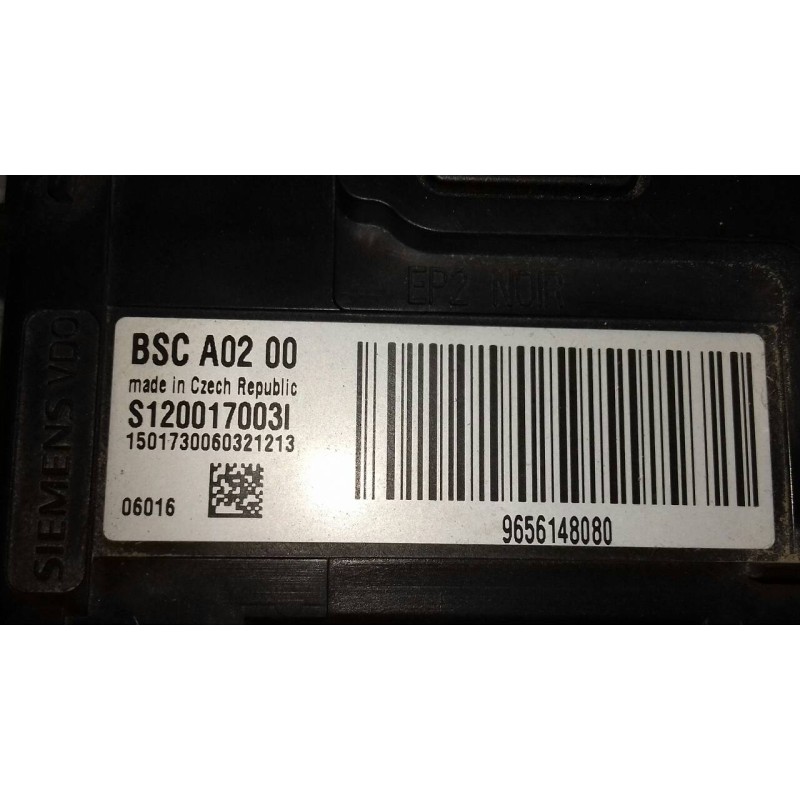 EP2 NOIR
SIEMENS VDO
BSC A02 00
made in Czech Republic
S120017003I
1501730060321213
06016
9656148080